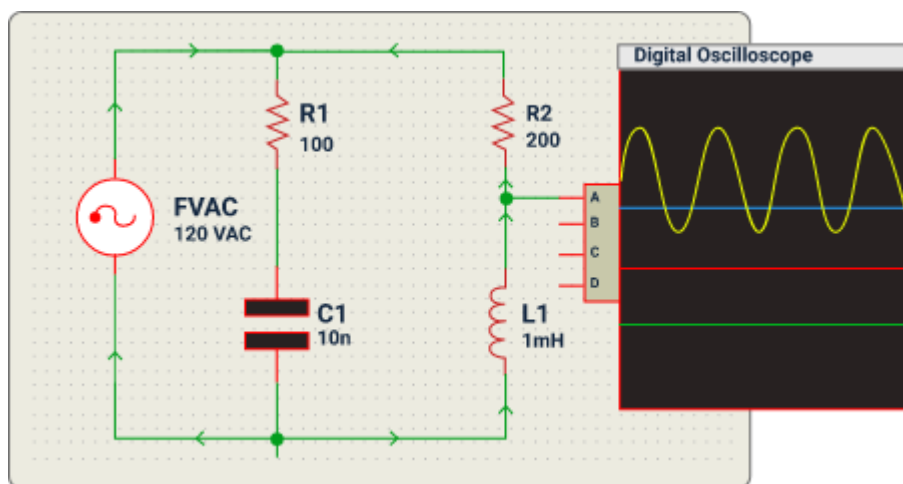 Digital Oscilloscope
R1
100
R2
200
FVAC
120 VAC
A
B
C
D
C1
10n
L1
1mH